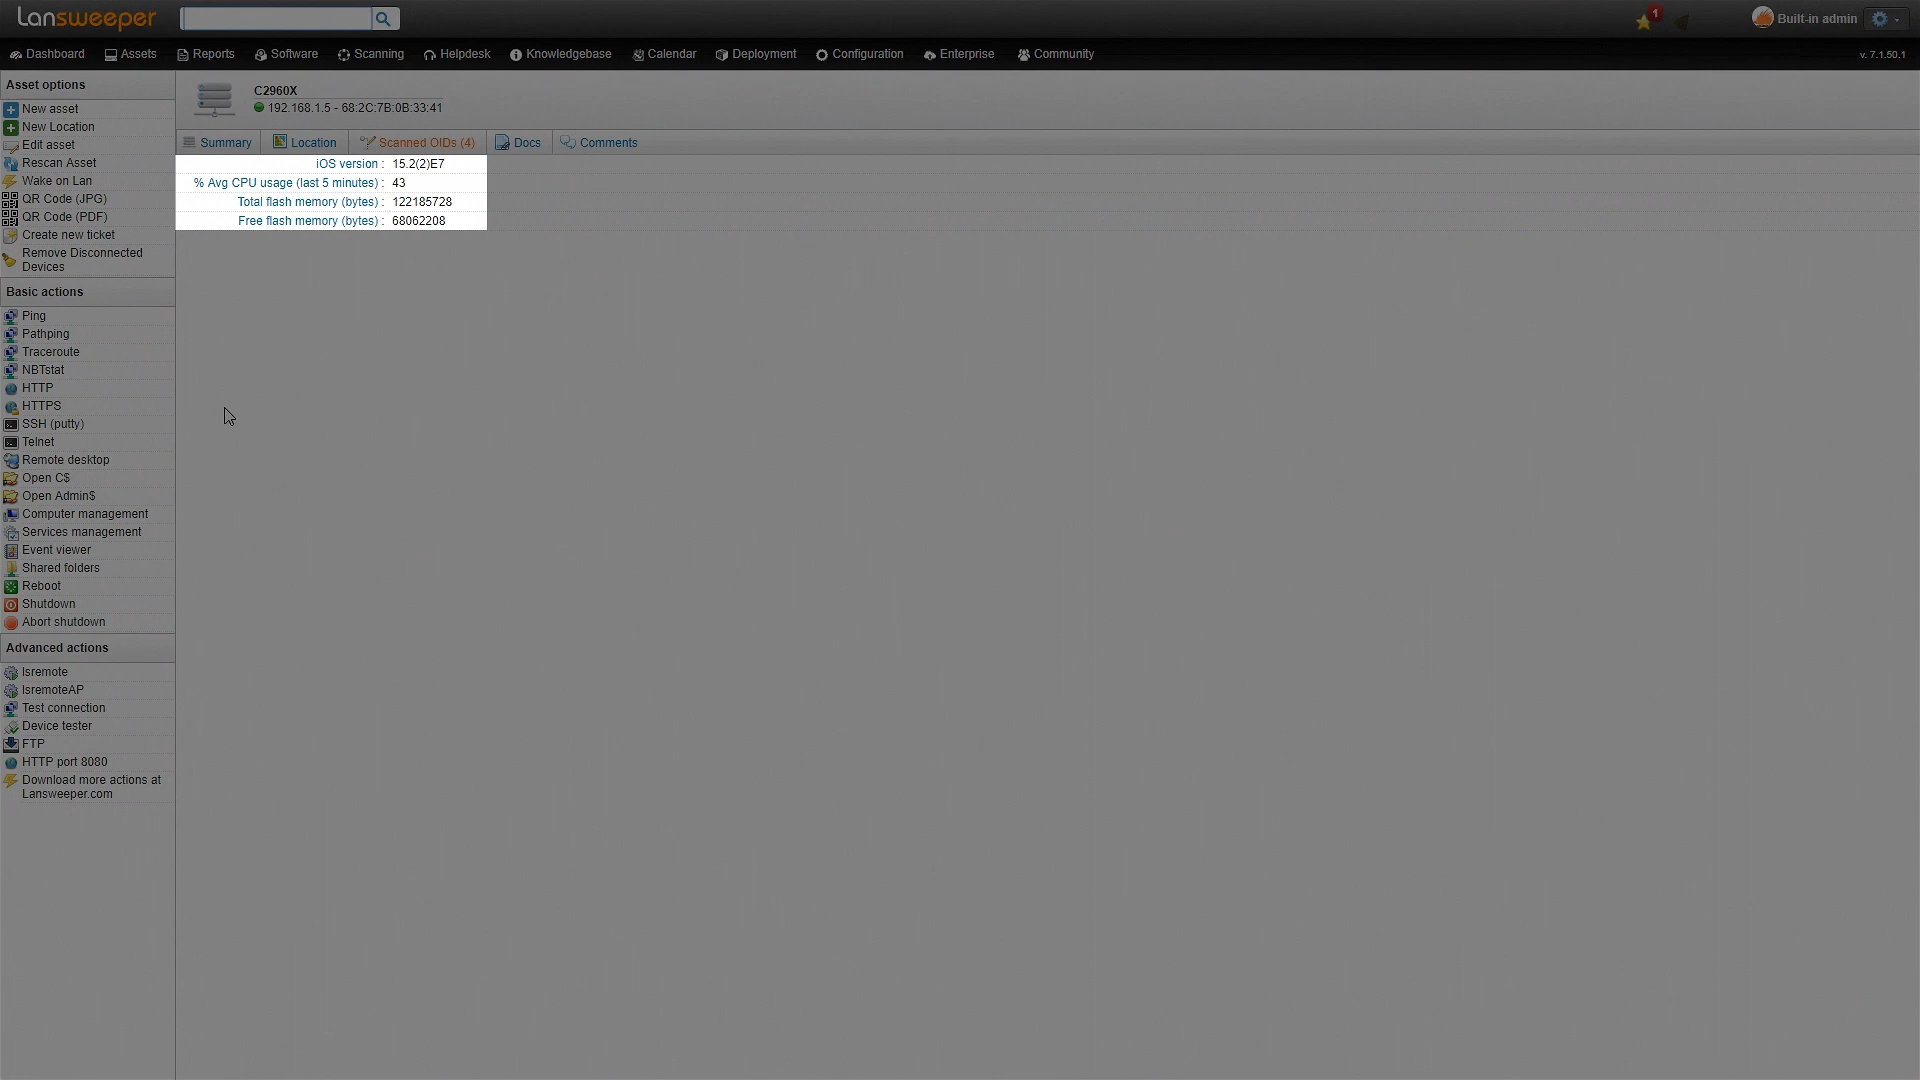 Lansweeper
1
Built-in admin
Dashboard Assets Reports Software Scanning Helpdesk Knowledgebase Calendar Deployment Configuration Enterprise Community v. 7.1.50.1
Asset options
New asset
New Location
Edit asset
Rescan Asset
Wake on Lan
QR Code (JPG)
QR Code (PDF)
Create new ticket
Remove Disconnected
Devices
Basic actions
Ping
Pathping
Traceroute
NBTstat
HTTP
HTTPS
SSH (putty)
Telnet
Remote desktop
Open C$
Open Admin$
Computer management
Services management
Event viewer
Shared folders
Reboot
Shutdown
Abort shutdown
Advanced actions
lsremote
lsremoteAP
Test connection
Device tester
FTP
HTTP port 8080
Download more actions at
Lansweeper.com
C2960X
192.168.1.5 - 68:2C:7B:0B:33:41
Summary Location Scanned OIDs (4) Docs Comments
iOS version : 15.2(2)E7
% Avg CPU usage (last 5 minutes) : 43
Total flash memory (bytes) : 122185728
Free flash memory (bytes) : 68062208